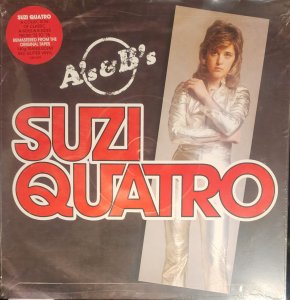 SUZI QUATRO
REMASTERED FROM THE
ORIGINAL TAPES
A's & B's
SUZI
QUATRO